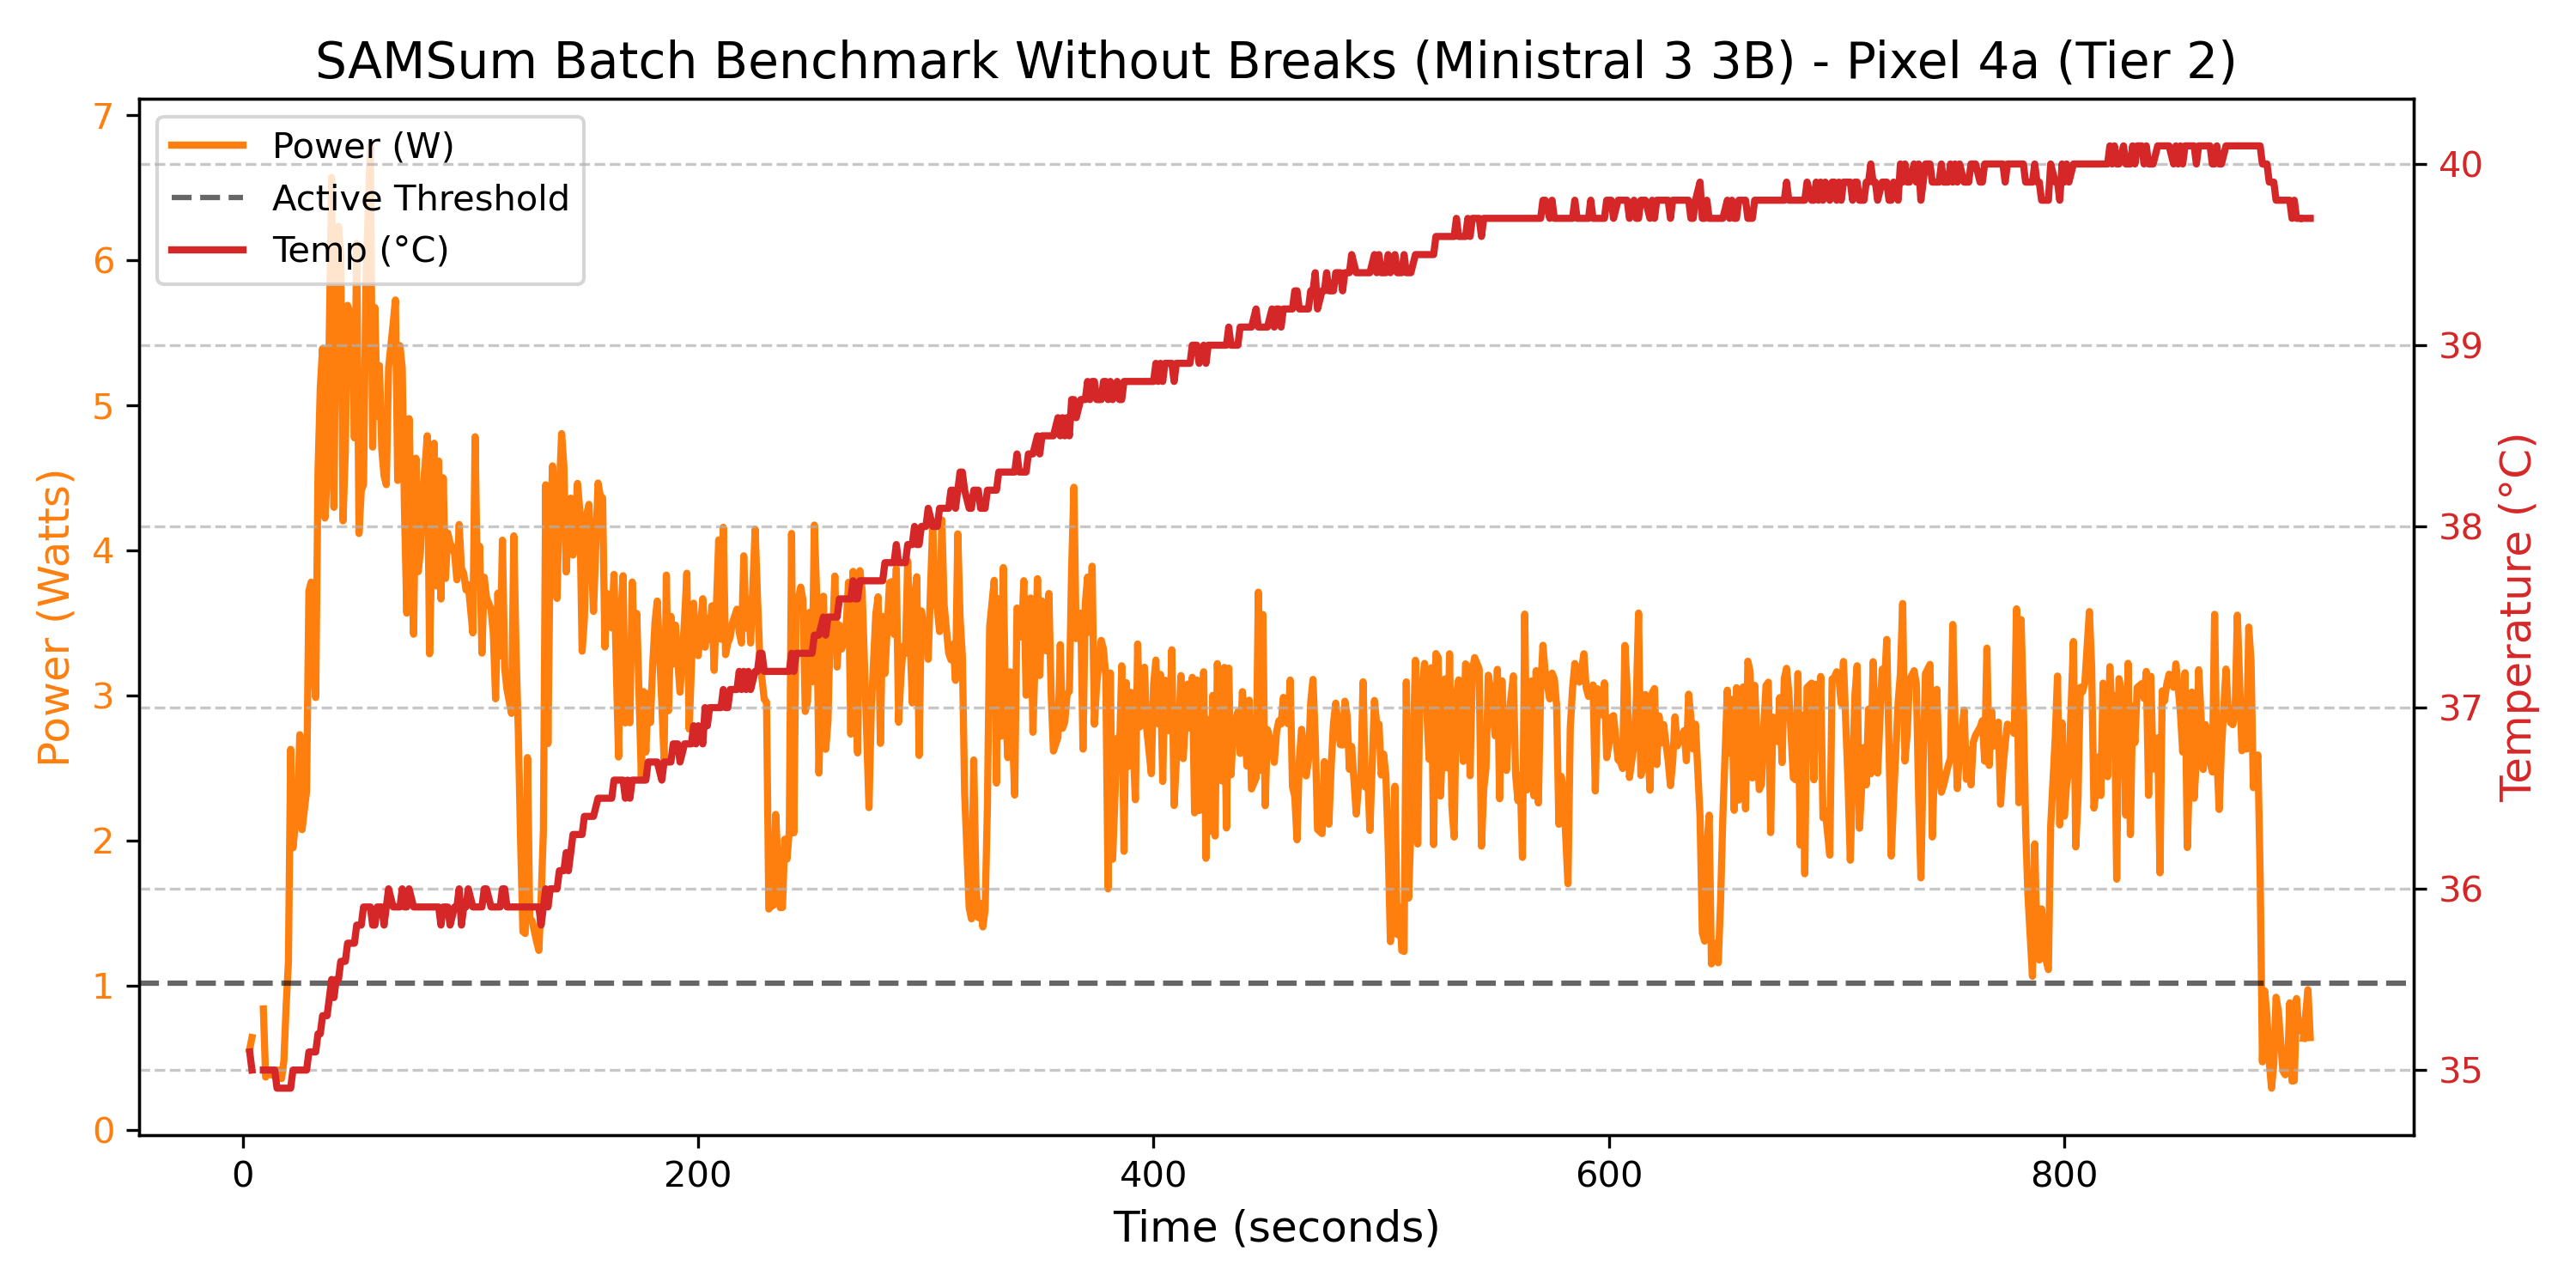 SAMSum Batch Benchmark Without Breaks (Ministral 3 3B) - Pixel 4a (Tier 2)
Power (W)
Active Threshold
Temp (°C)
Power (Watts)
7
6
5
4
3
2
1
0
40
39
38
37
36
35
Temperature (°C)
0 200 400 600 800
Time (seconds)